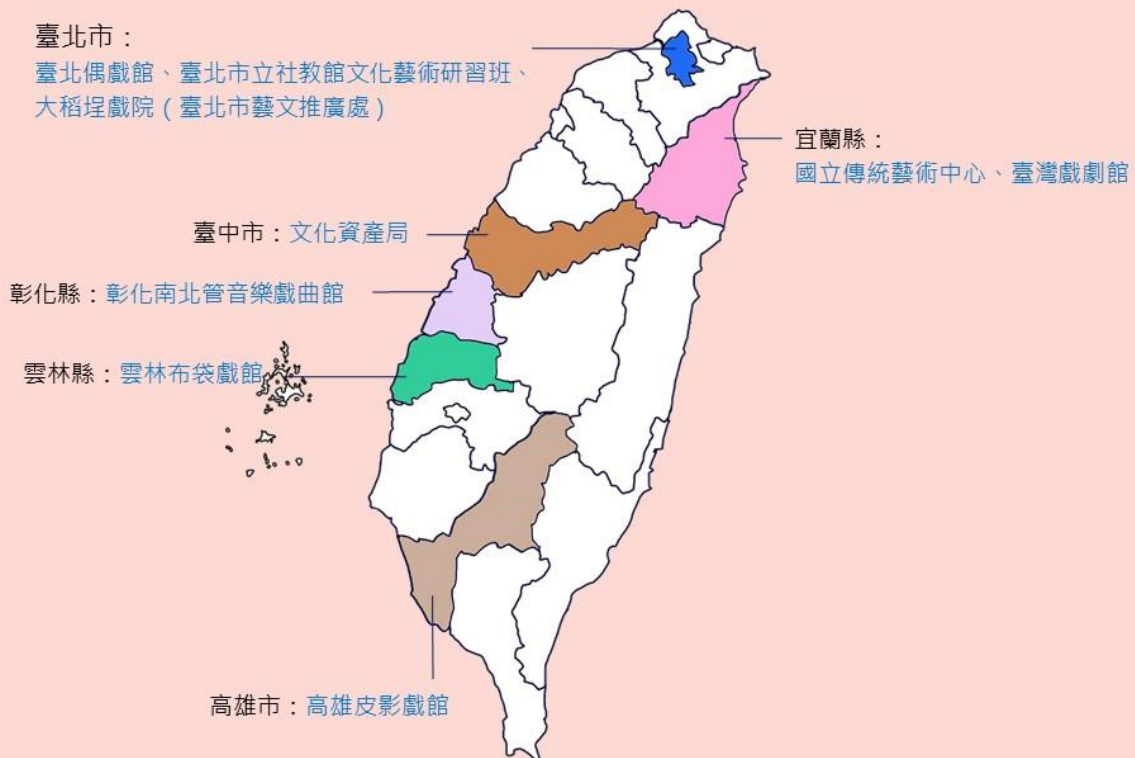 臺北市：
臺北偶戲館、臺北市立社教館文化藝術研習班、
大稻埕戲院（臺北市藝文推廣處）
宜蘭縣：
國立傳統藝術中心、臺灣戲劇館
臺中市：文化資產局
彰化縣：彰化南北管音樂戲曲館
雲林縣：雲林布袋戲館
高雄市：高雄皮影戲館